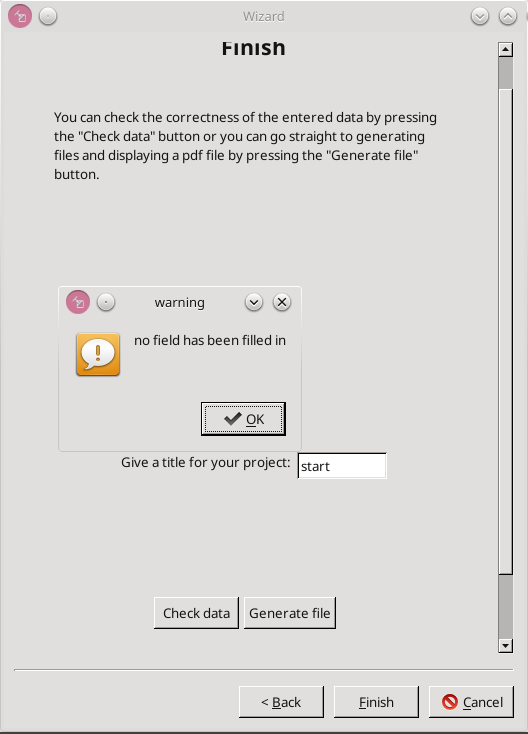 Wizard
Finish
You can check the correctness of the entered data by pressing
the "Check data" button or you can go straight to generating
files and displaying a pdf file by pressing the "Generate file"
button.
warning
no field has been filled in
OK
Give a title for your project: start
Check data Generate file
< Back Finish Cancel